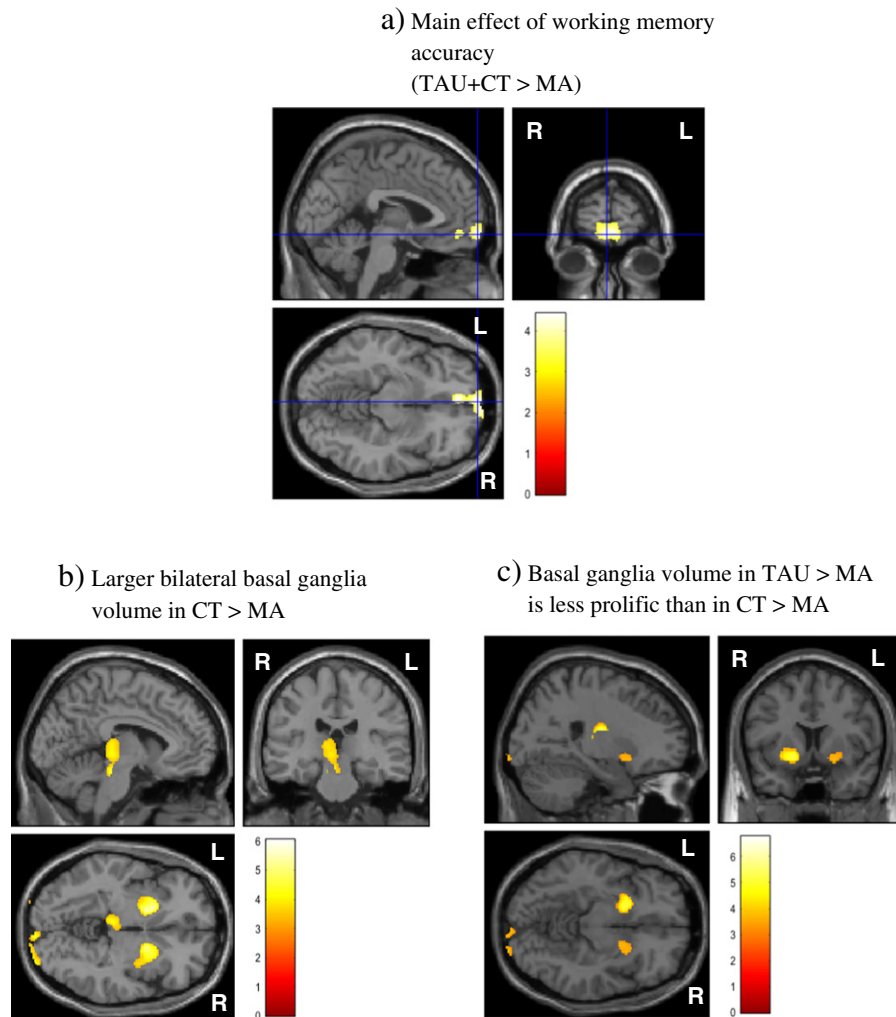 a) Main effect of working memory
accuracy
(TAU+CT > MA)
R L
L
R
4
3
2
1
0
b) Larger bilateral basal ganglia
volume in CT > MA
R L
L
R
6
5
4
3
2
1
0
c) Basal ganglia volume in TAU > MA
is less prolific than in CT > MA
R L
L
R
6
5
4
3
2
1
0